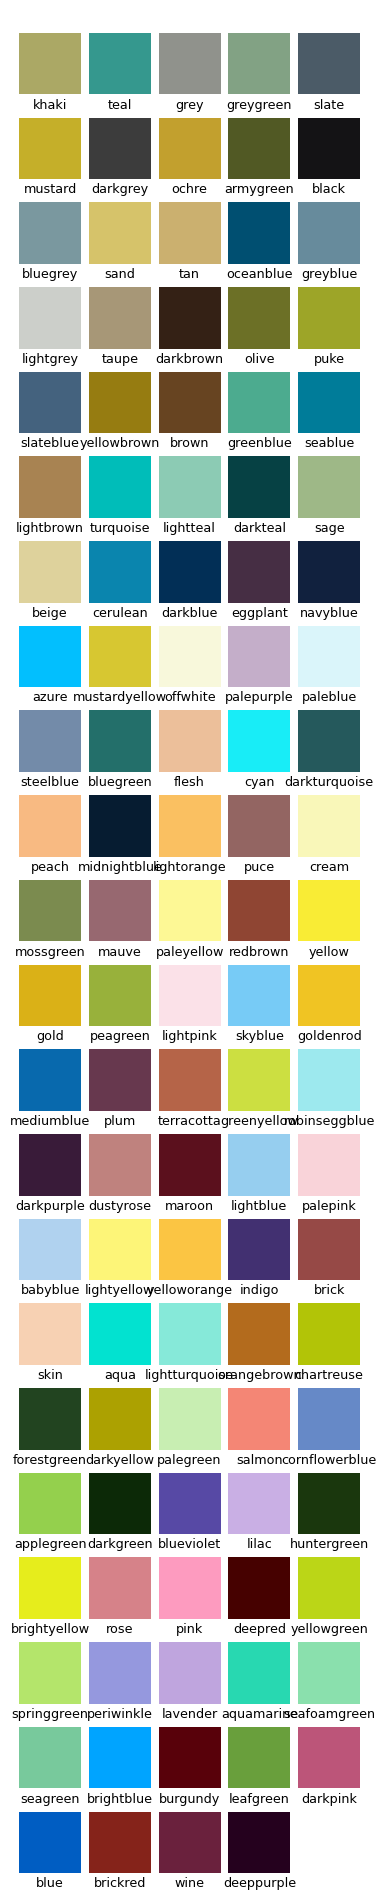 khaki teal grey greygreen slate
mustard darkgrey ochre armygreen black
bluegrey sand tan oceanblue greyblue
lightgrey taupe darkbrown olive puke
slateblue yellowbrown brown greenblue seablue
lightbrown turquoise lightteal darkteal sage
beige cerulean darkblue eggplant navyblue
azure mustardyellow offwhite palepurple paleblue
steelblue bluegreen flesh cyan darkturquoise
peach midnightblue lightorange puce cream
mossgreen mauve paleyellow redbrown yellow
gold peagreen lightpink skyblue goldenrod
mediumblue plum terracotta greenyellow robinseggblue
darkpurple dustyrose maroon lightblue palepink
babyblue lightyellow yelloworange indigo brick
skin aqua lightturquoise orangebrown chartreuse
forestgreen darkyellow palegreen salmon cornflowerblue
applegreen darkgreen blueviolet lilac huntergreen
brightyellow rose pink deepred yellowgreen
springgreen periwinkle lavender aquamarine seafoamgreen
seagreen brightblue burgundy leafgreen darkpink
blue brickred wine deeppurple